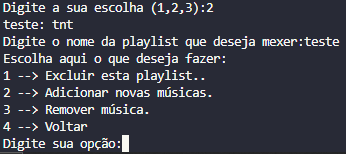 Digite a sua escolha (1,2,3):2
teste: tnt
Digite o nome da playlist que deseja mexer:teste
Escolha aqui o que deseja fazer:
1 --> Excluir esta playlist..
2 --> Adicionar novas músicas.
3 --> Remover música.
4 --> Voltar
Digite sua opção: